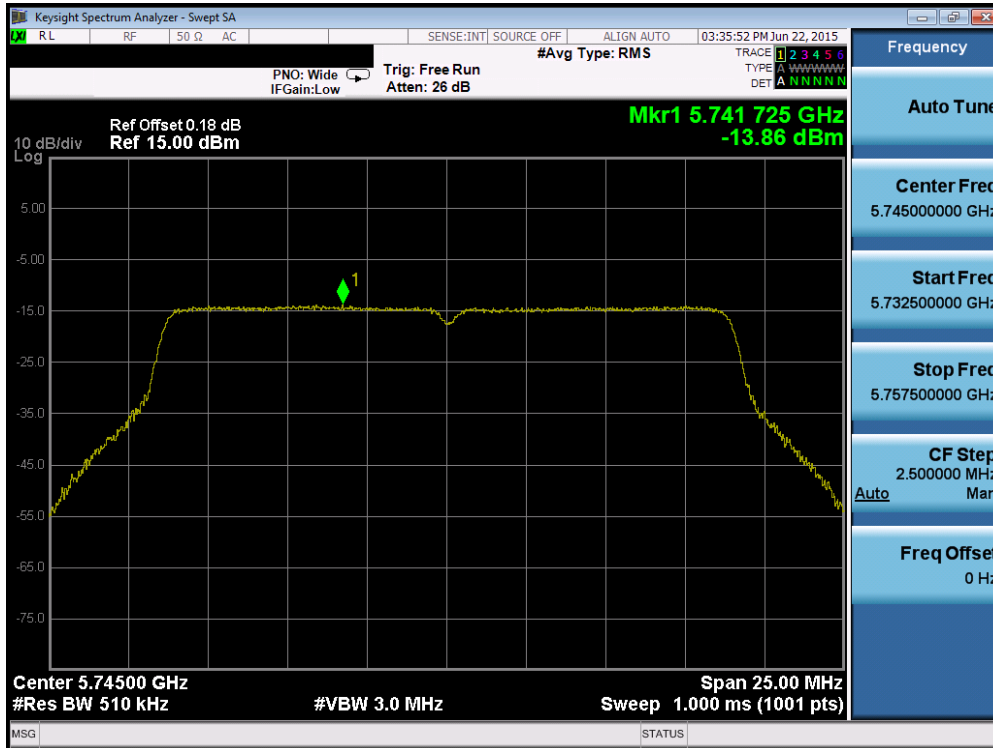 Keysight Spectrum Analyzer - Swept SA
LXI RL RF 50 Ω AC SENSE:INT SOURCE OFF ALIGN AUTO 03:35:52 PM Jun 22, 2015
Frequency
#Avg Type: RMS
TRACE 1 2 3 4 5 6
PNO: Wide
Trig: Free Run
TYPE A WWWWW
IFGain:Low
Atten: 26 dB
DET A N N N N N
Auto Tune
Mkr1 5.741 725 GHz
-13.86 dBm
Ref Offset 0.18 dB
10 dB/div Ref 15.00 dBm
Log
Center Freq
5.745000000 GHz
5.00
-5.00
1
Start Freq
5.732500000 GHz
-15.0
-25.0
Stop Freq
5.757500000 GHz
-35.0
-45.0
CF Step
2.500000 MHz
Auto Man
-55.0
-65.0
Freq Offset
0 Hz
-75.0
Center 5.74500 GHz
Span 25.00 MHz
#Res BW 510 kHz
#VBW 3.0 MHz
Sweep 1.000 ms (1001 pts)
MSG
STATUS